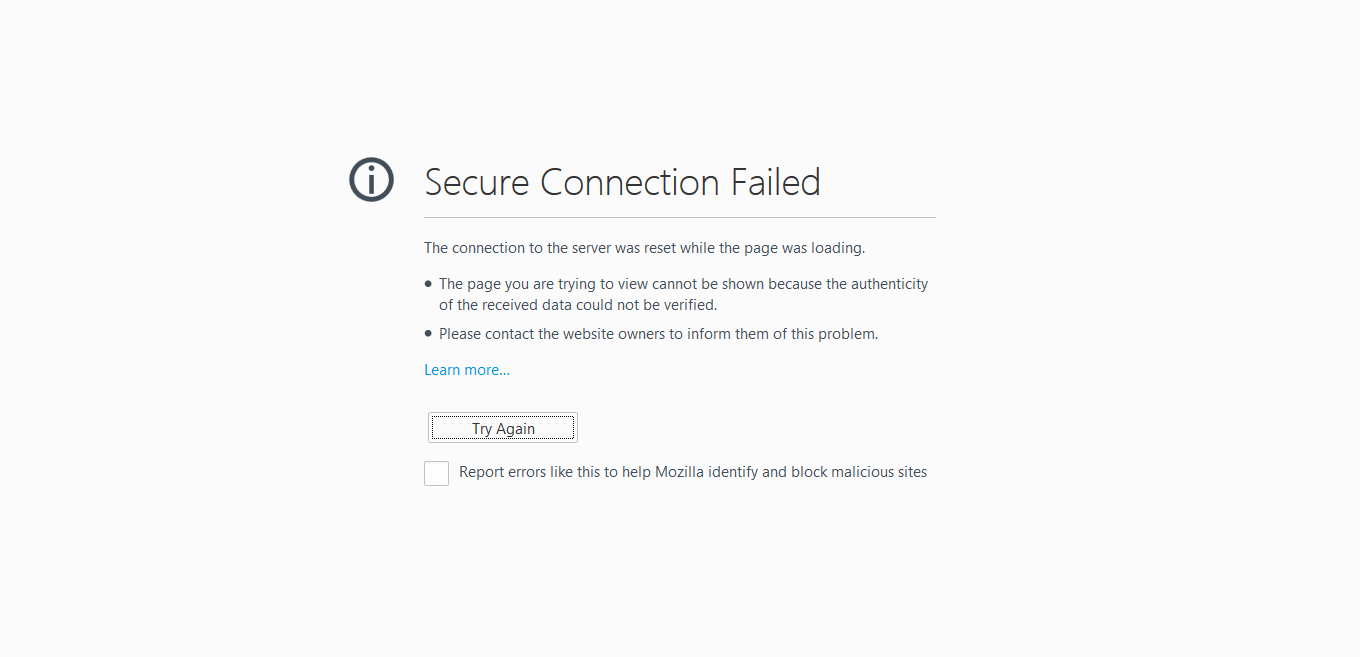 Secure Connection Failed
The connection to the server was reset while the page was loading.
• The page you are trying to view cannot be shown because the authenticity
of the received data could not be verified.
• Please contact the website owners to inform them of this problem.
Learn more...
Try Again
Report errors like this to help Mozilla identify and block malicious sites